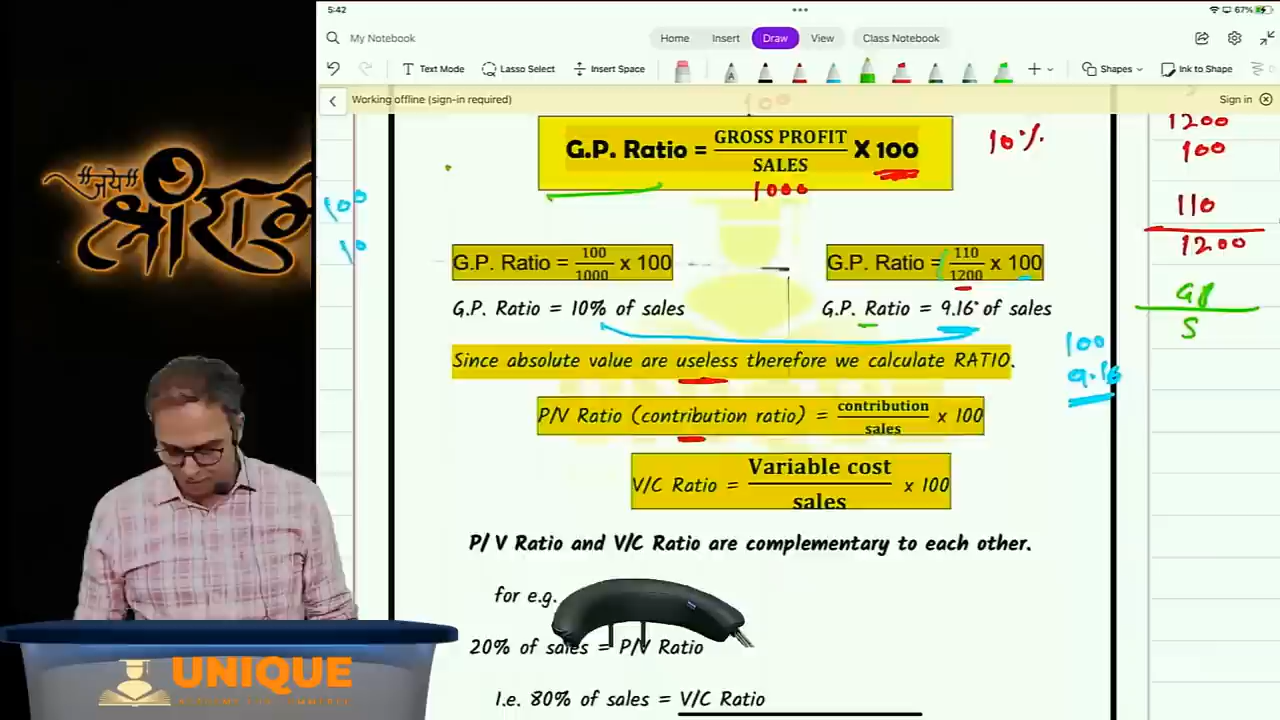 5:42
67%
My Notebook
Home Insert Draw View Class Notebook
Text Mode Lasso Select Insert Space Shapes Ink to Shape
Working offline (sign-in required) Sign in
G.P. Ratio = GROSS PROFIT / SALES X 100
1000
10%
1200
100
110
1200
GP
S
100
10
G.P. Ratio = 100/1000 x 100
G.P. Ratio = 110/1200 x 100
G.P. Ratio = 10% of sales
G.P. Ratio = 9.16 of sales
100
9.16
Since absolute value are useless therefore we calculate RATIO.
P/V Ratio (contribution ratio) = contribution/sales x 100
V/C Ratio = Variable cost/sales x 100
P/V Ratio and V/C Ratio are complementary to each other.
for e.g.
20% of sales = P/V Ratio
I.e. 80% of sales = V/C Ratio
॥जय॥
श्रीराम
UNIQUE